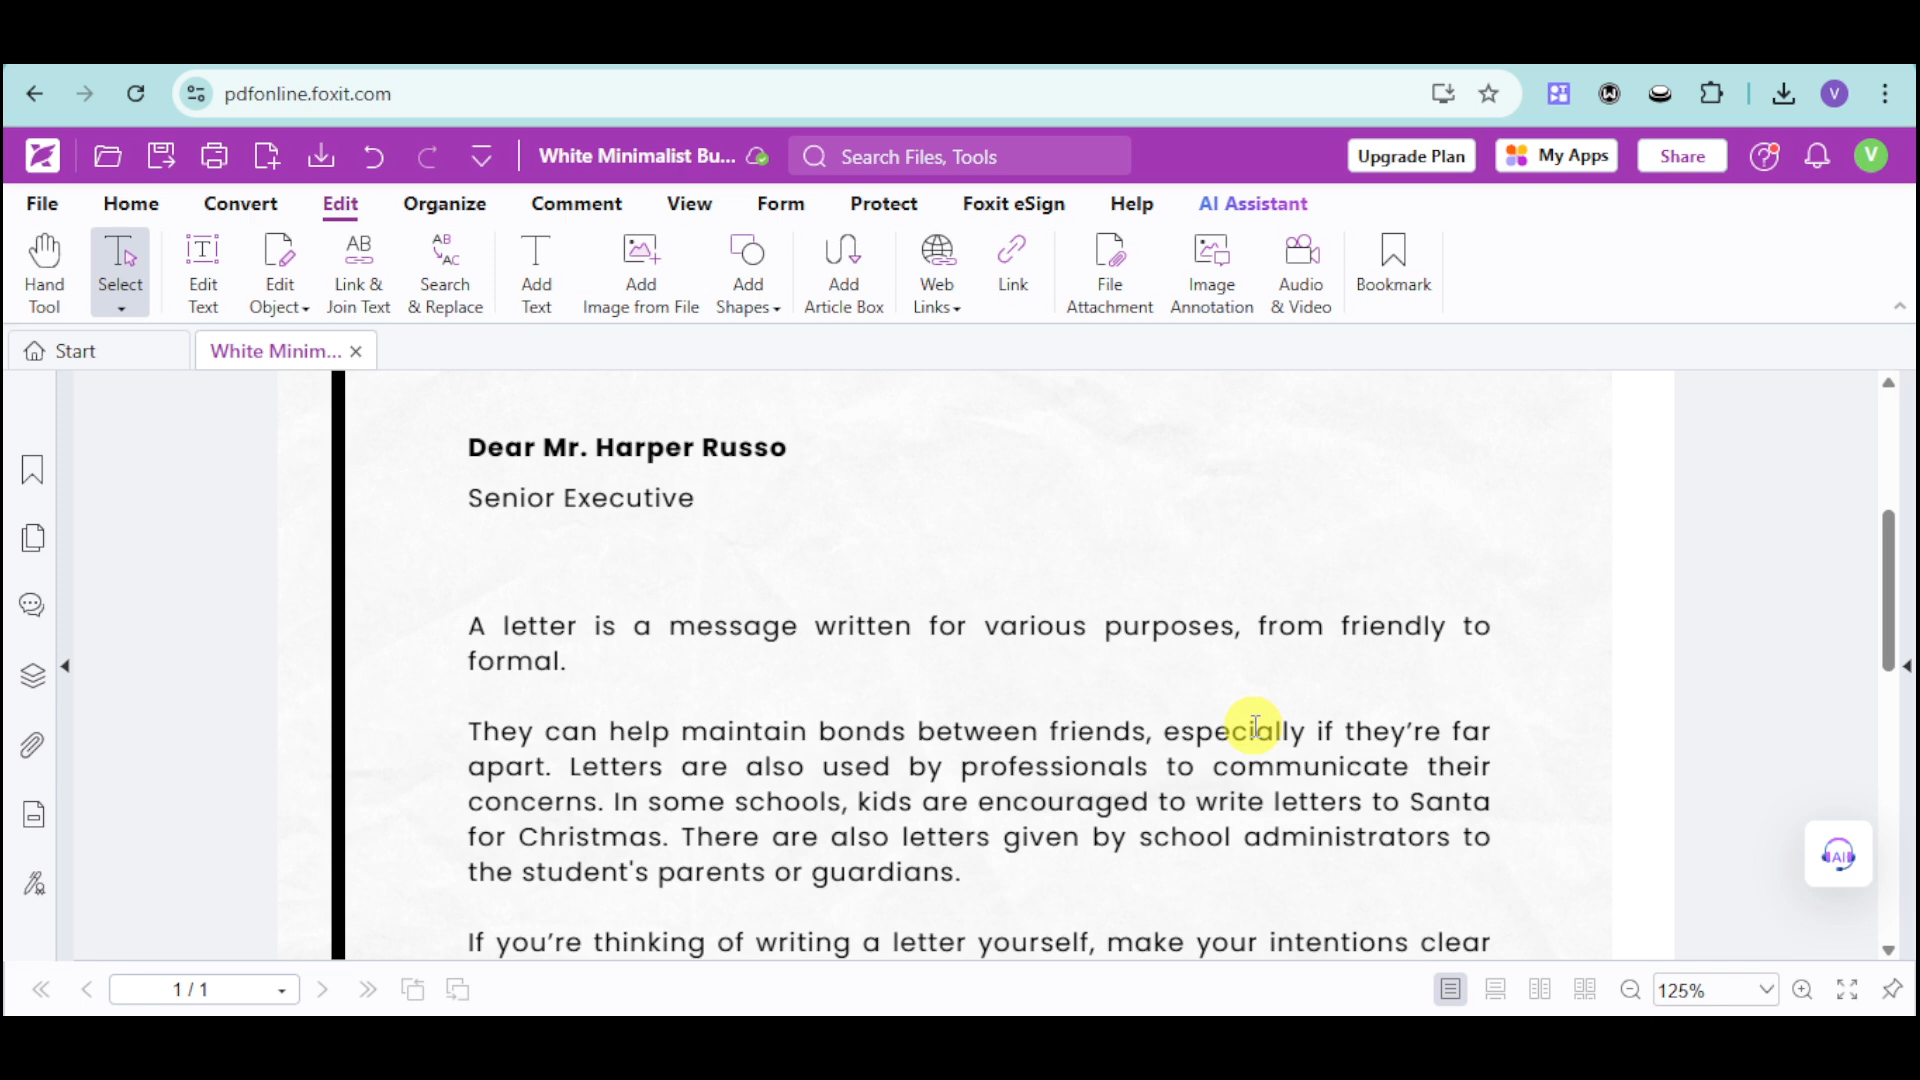 pdfonline.foxit.com
V
White Minimalist Bu...
Search Files, Tools
Upgrade Plan
My Apps
Share
V
File Home Convert Edit Organize Comment View Form Protect Foxit eSign Help AI Assistant
Hand Tool
Select
Edit Text
Edit Object
Link & Join Text
Search & Replace
Add Text
Add Image from File
Add Shapes
Add Article Box
Web Links
Link
File Attachment
Image Annotation
Audio & Video
Bookmark
Start
White Minim...
Dear Mr. Harper Russo
Senior Executive
A letter is a message written for various purposes, from friendly to
formal.
They can help maintain bonds between friends, especially if they’re far
apart. Letters are also used by professionals to communicate their
concerns. In some schools, kids are encouraged to write letters to Santa
for Christmas. There are also letters given by school administrators to
the student's parents or guardians.
If you’re thinking of writing a letter yourself, make your intentions clear
AI
1 / 1
125%